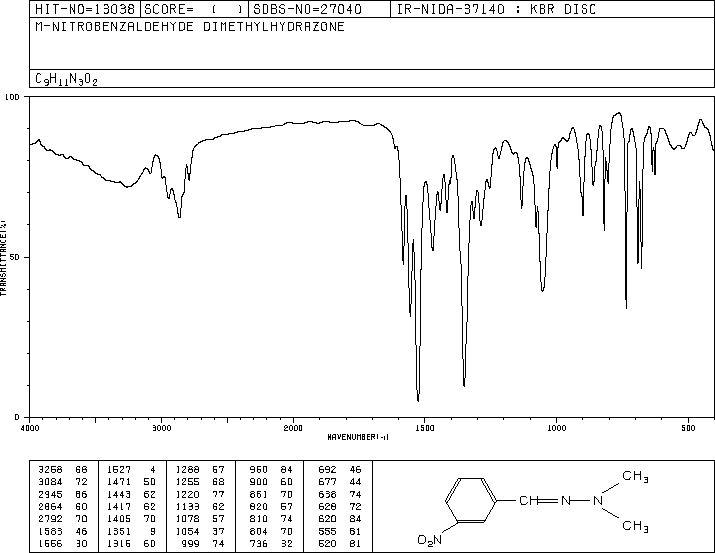 HIT-NO=13038 SCORE= ( ) SDBS-NO=27040 IR-NIDA-37140 : KBR DISC
M-NITROBENZALDEHYDE DIMETHYLHYDRAZONE
C9H11N3O2
100
50
0
TRANSMITTANCE(%)
4000 3000 2000 1500 1000 500
WAVENUMBER(-1)
3268 68 1527 4 1288 57 960 84 692 46
3084 72 1471 50 1255 68 900 60 677 44
2945 66 1443 62 1220 77 861 70 638 74
2864 60 1417 62 1133 62 820 57 628 72
2792 70 1405 70 1078 57 810 74 620 84
1583 46 1351 9 1054 37 804 70 555 81
1556 30 1315 60 999 74 736 32 520 81
CH3
CH=N-N
CH3
O2N